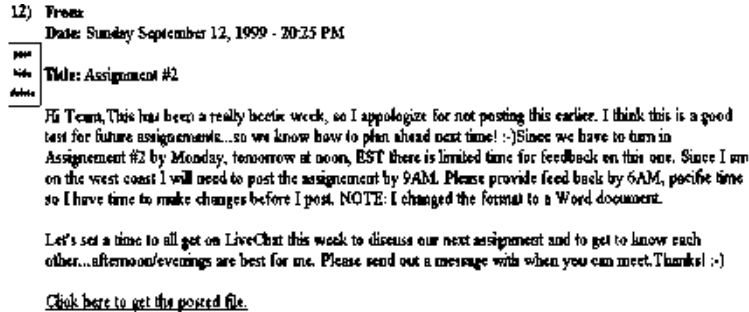 12) From:
Date: Sunday September 12, 1999 - 20:25 PM
post
hide
delete
Title: Assignment #2
Hi Team,This has been a really hectic week, so I appologize for not posting this earlier. I think this is a good
test for future assignements...so we know how to plan ahead next time! :-)Since we have to turn in
Assignement #2 by Monday, tomorrow at noon, EST there is limited time for feedback on this one. Since I am
on the west coast I will need to post the assignement by 9AM. Please provide feed back by 6AM, pacific time
so I have time to make changes before I post. NOTE: I changed the format to a Word document.
Let's set a time to all get on LiveChat this week to discuss our next assignment and to get to know each
other...afternoon/evenings are best for me. Please send out a message with when you can meet.Thanks! :-)
Click here to get the posted file.